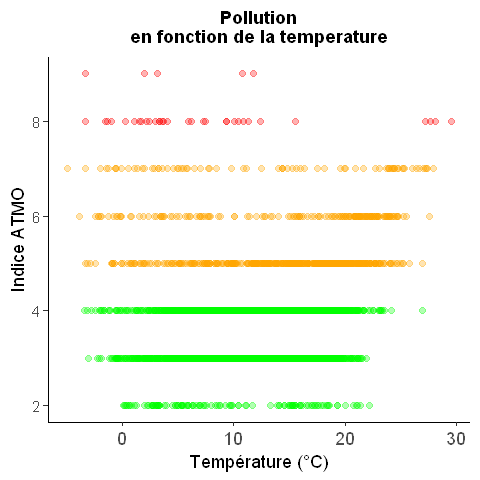 Pollution
en fonction de la temperature
Indice ATMO
8
6
4
2
0
10
20
30
Température (°C)